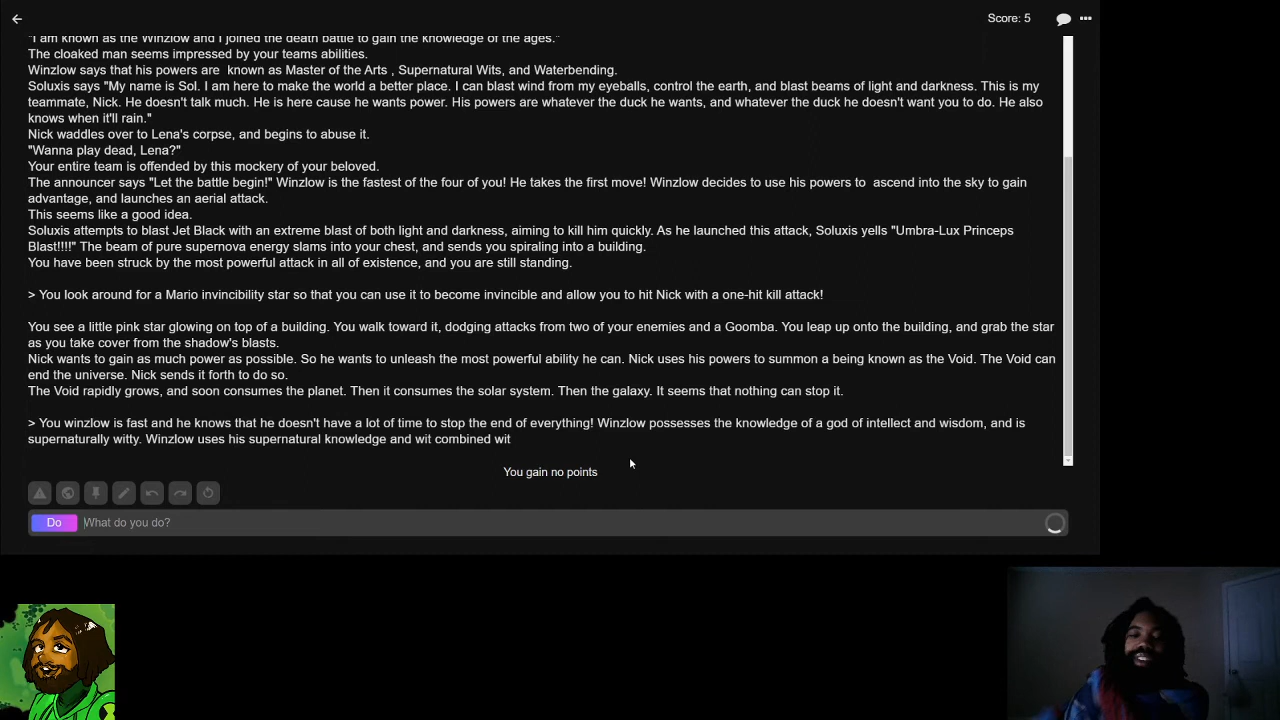 Score: 5
"I am known as the Winzlow and I joined the death battle to gain the knowledge of the ages."
The cloaked man seems impressed by your teams abilities.
Winzlow says that his powers are  known as Master of the Arts , Supernatural Wits, and Waterbending.
Soluxis says "My name is Sol. I am here to make the world a better place. I can blast wind from my eyeballs, control the earth, and blast beams of light and darkness. This is my
teammate, Nick. He doesn't talk much. He is here cause he wants power. His powers are whatever the duck he wants, and whatever the duck he doesn't want you to do. He also
knows when it'll rain."
Nick waddles over to Lena's corpse, and begins to abuse it.
"Wanna play dead, Lena?"
Your entire team is offended by this mockery of your beloved.
The announcer says "Let the battle begin!" Winzlow is the fastest of the four of you! He takes the first move! Winzlow decides to use his powers to  ascend into the sky to gain
advantage, and launches an aerial attack.
This seems like a good idea.
Soluxis attempts to blast Jet Black with an extreme blast of both light and darkness, aiming to kill him quickly. As he launched this attack, Soluxis yells "Umbra-Lux Princeps
Blast!!!!" The beam of pure supernova energy slams into your chest, and sends you spiraling into a building.
You have been struck by the most powerful attack in all of existence, and you are still standing.
> You look around for a Mario invincibility star so that you can use it to become invincible and allow you to hit Nick with a one-hit kill attack!
You see a little pink star glowing on top of a building. You walk toward it, dodging attacks from two of your enemies and a Goomba. You leap up onto the building, and grab the star
as you take cover from the shadow's blasts.
Nick wants to gain as much power as possible. So he wants to unleash the most powerful ability he can. Nick uses his powers to summon a being known as the Void. The Void can
end the universe. Nick sends it forth to do so.
The Void rapidly grows, and soon consumes the planet. Then it consumes the solar system. Then the galaxy. It seems that nothing can stop it.
> You winzlow is fast and he knows that he doesn't have a lot of time to stop the end of everything! Winzlow possesses the knowledge of a god of intellect and wisdom, and is
supernaturally witty. Winzlow uses his supernatural knowledge and wit combined wit
You gain no points
Do What do you do?